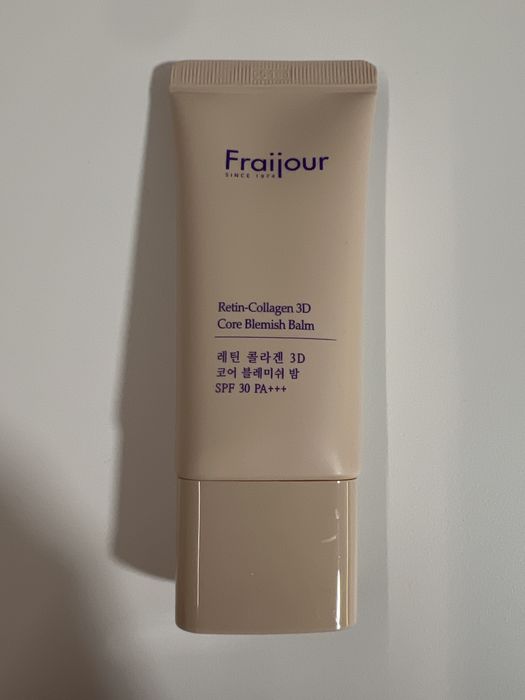 Fraijour
SINCE 1974
Retin-Collagen 3D
Core Blemish Balm
레틴 콜라겐 3D
코어 블레미쉬 밤
SPF 30 PA+++